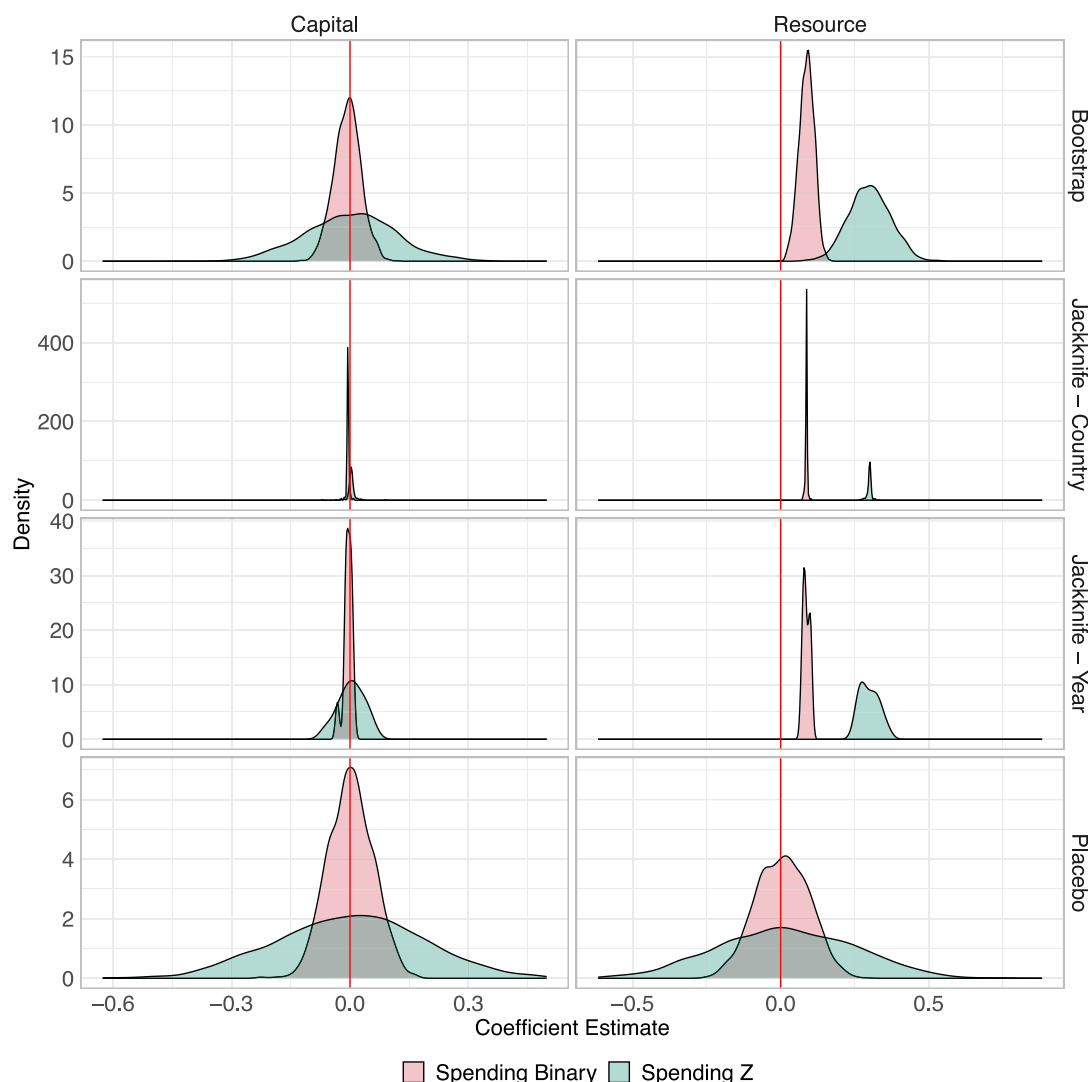 Capital Resource
15
10
5
0
Bootstrap
400
200
0
Jackknife − Country
40
30
20
10
0
Jackknife − Year
6
4
2
0
Placebo
Density
−0.6 −0.3 0.0 0.3 −0.5 0.0 0.5
Coefficient Estimate
Spending Binary Spending Z